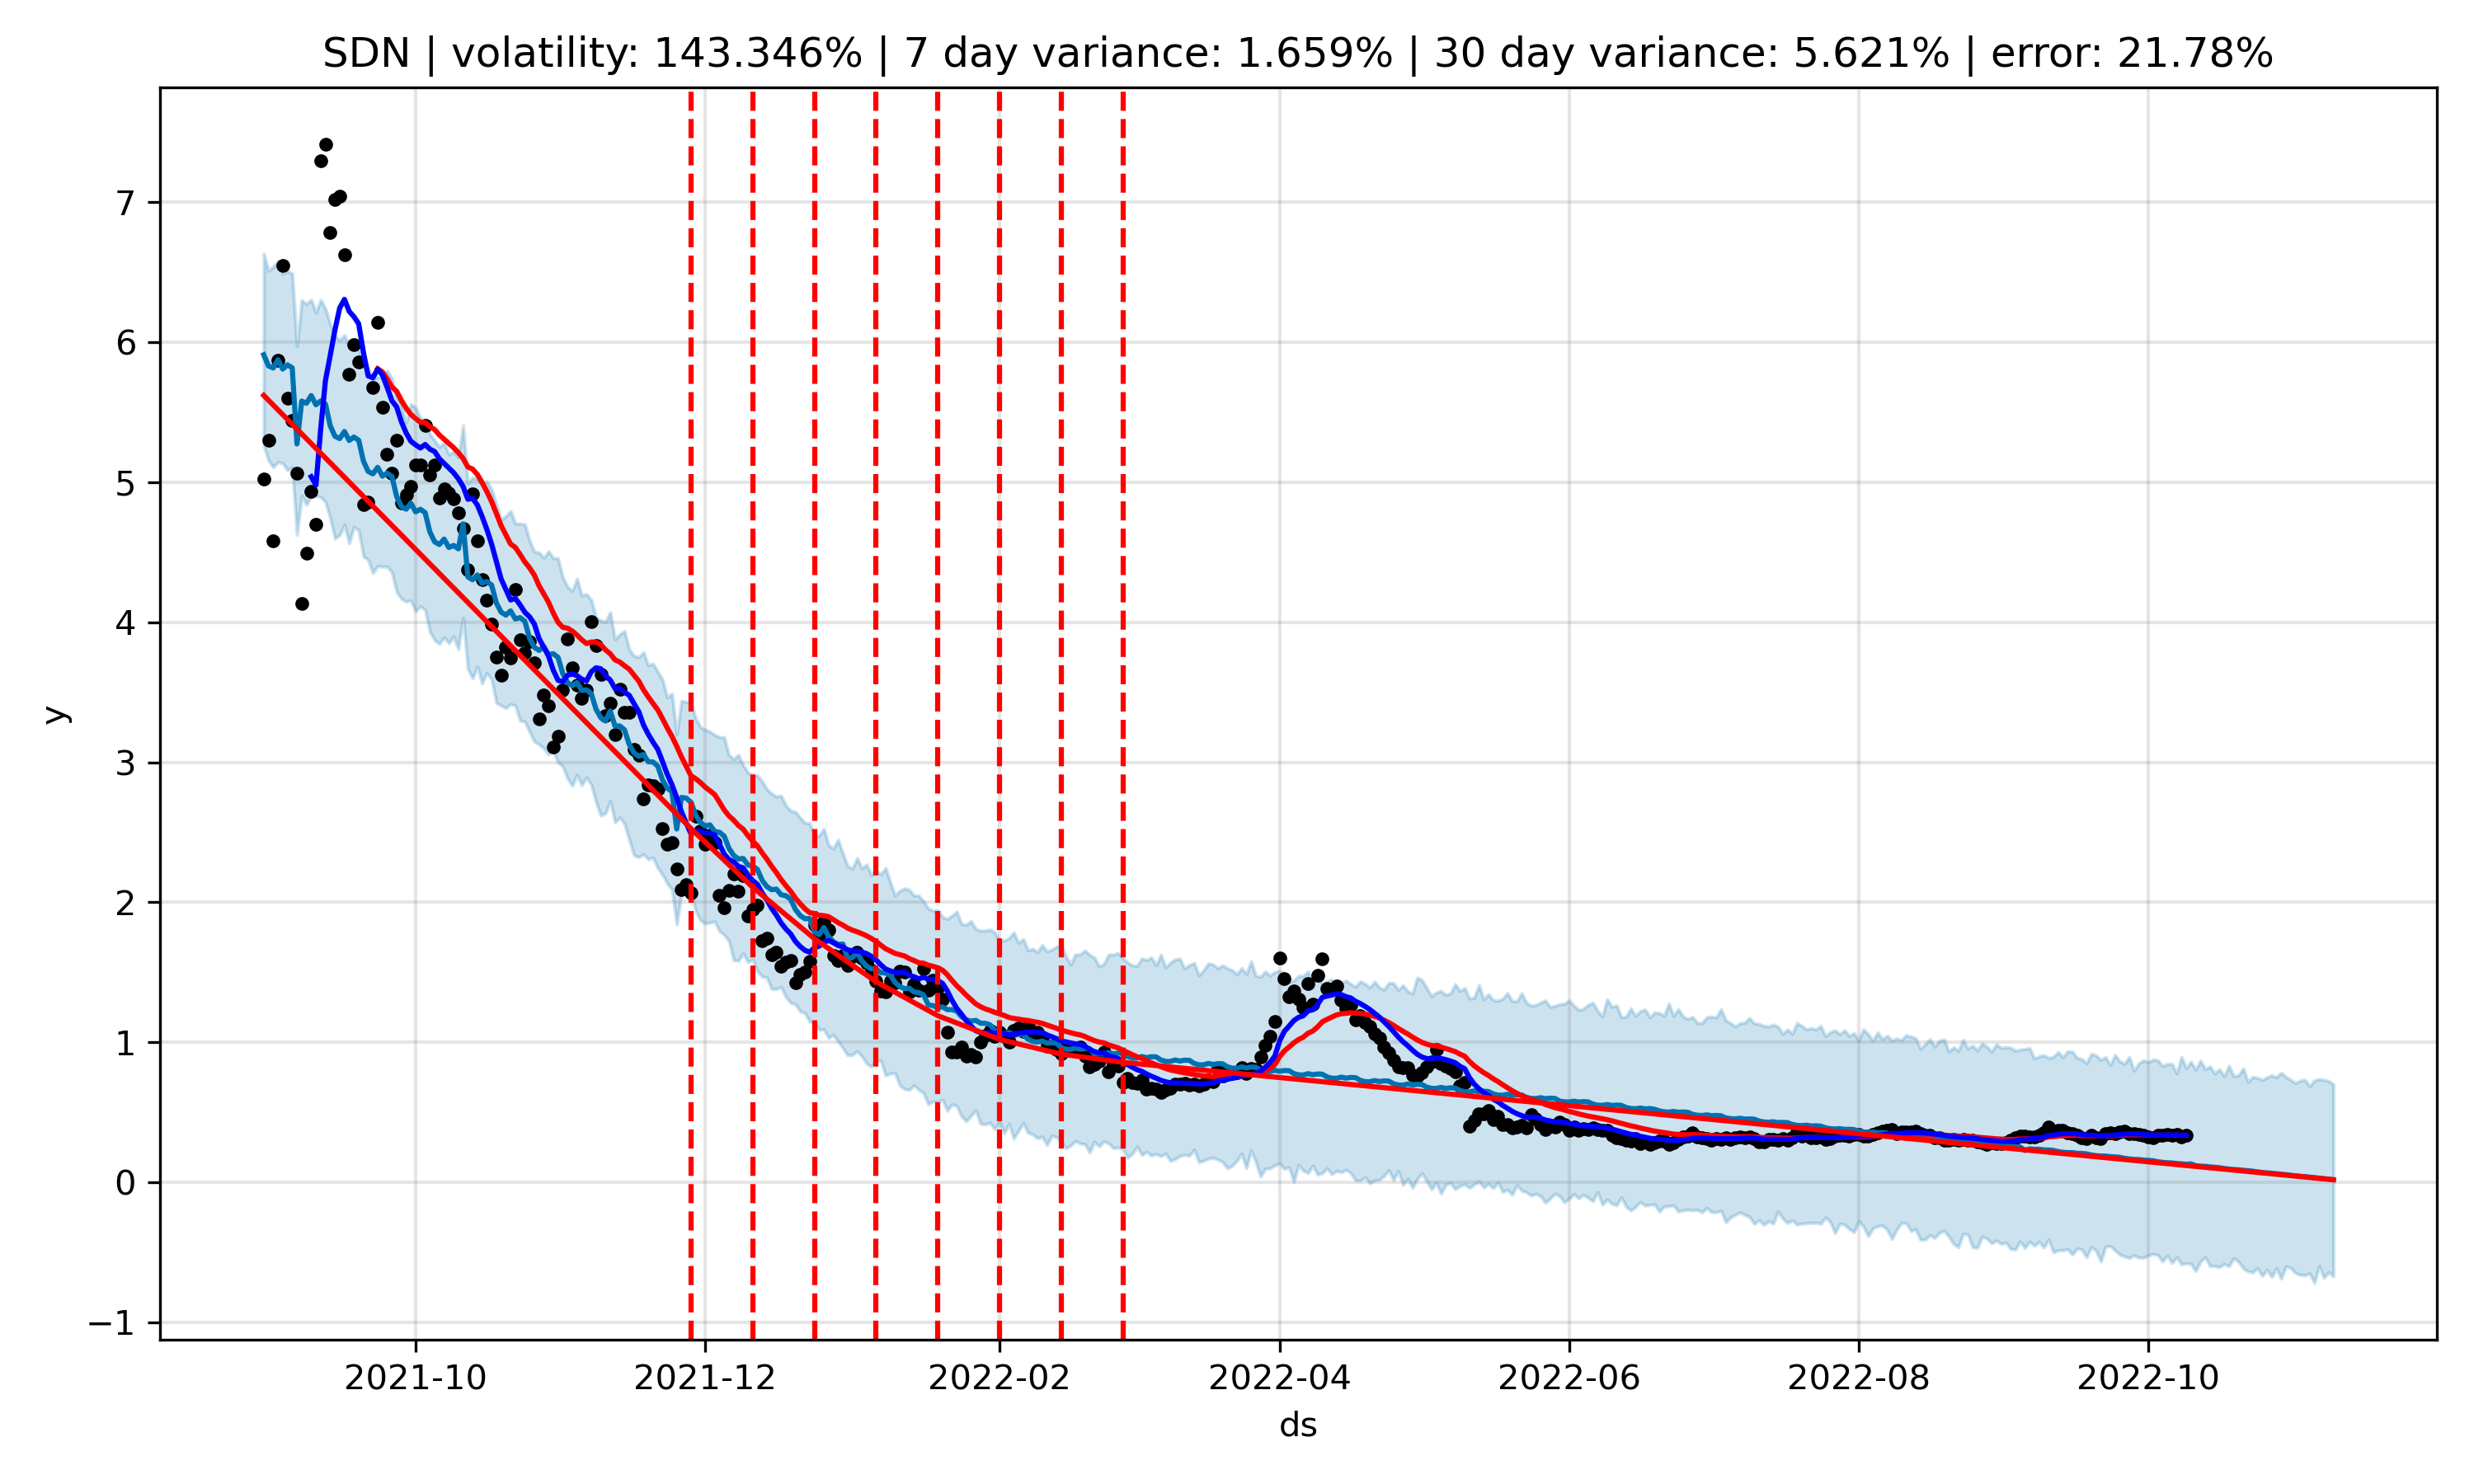 SDN | volatility: 143.346% | 7 day variance: 1.659% | 30 day variance: 5.621% | error: 21.78%
7
6
5
4
3
2
1
0
−1
y
2021-10 2021-12 2022-02 2022-04 2022-06 2022-08 2022-10
ds